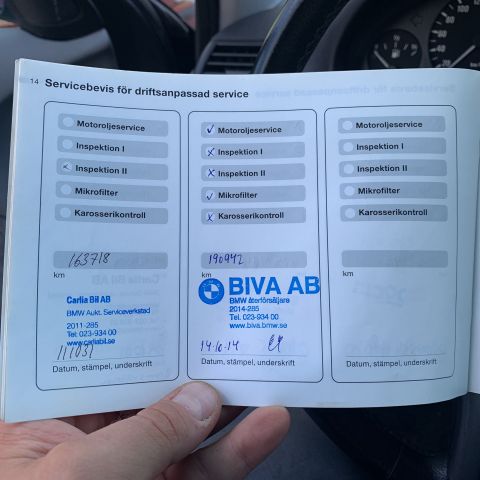 14 Servicebevis för driftsanpassad service
Motoroljeservice
Inspektion I
Inspektion II
Mikrofilter
Karosserikontroll
163718
km
Carlia Bil AB
BMW Aukt. Serviceverkstad
2011-285
Tel: 023-934 00
www.carliabil.se
111031
Datum, stämpel, underskrift
Motoroljeservice
Inspektion I
Inspektion II
Mikrofilter
Karosserikontroll
190942
km
BIVA AB
BMW återförsäljare
2014-285
Tel. 023-934 00
www.biva.bmw.se
14.10.14
Datum, stämpel, underskrift
Motoroljeservice
Inspektion I
Inspektion II
Mikrofilter
Karosserikontroll
km
Datum, stämpel, underskrift